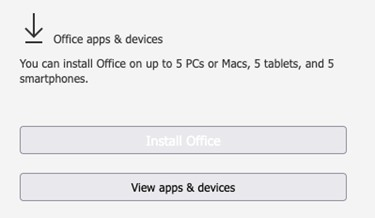 Office apps & devices
You can install Office on up to 5 PCs or Macs, 5 tablets, and 5
smartphones.
Install Office
View apps & devices